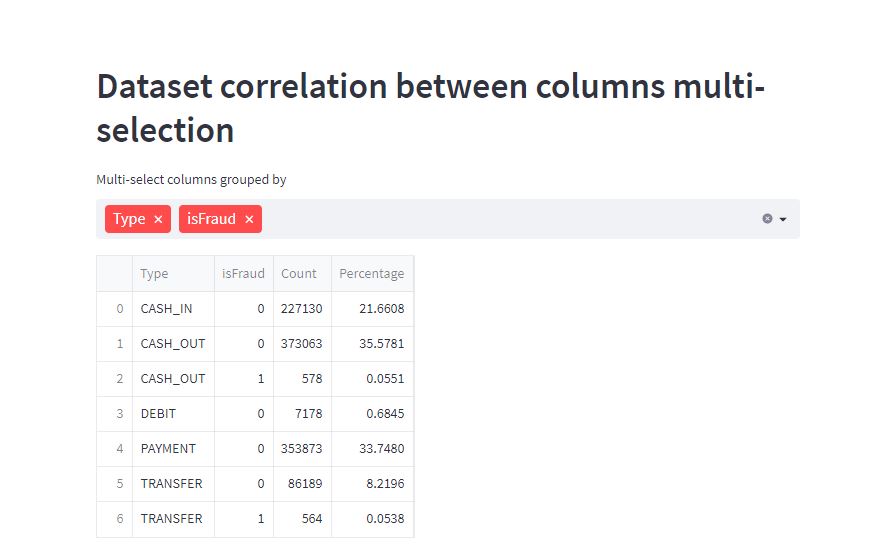 Dataset correlation between columns multi-
selection
Multi-select columns grouped by
Type × isFraud ×
Type isFraud Count Percentage
0 CASH_IN 0 227130 21.6608
1 CASH_OUT 0 373063 35.5781
2 CASH_OUT 1 578 0.0551
3 DEBIT 0 7178 0.6845
4 PAYMENT 0 353873 33.7480
5 TRANSFER 0 86189 8.2196
6 TRANSFER 1 564 0.0538